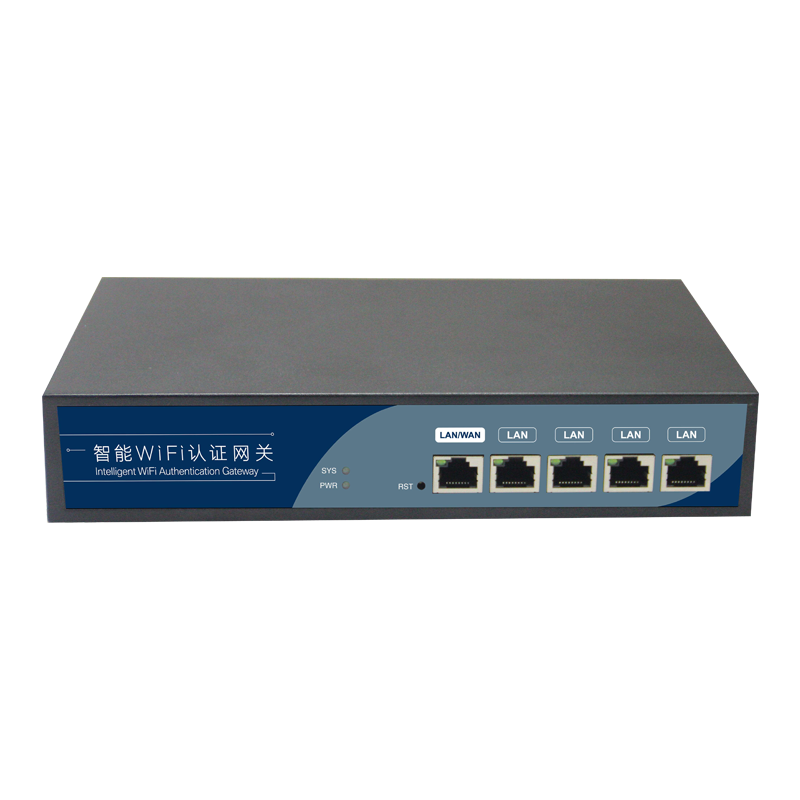 智能WiFi认证网关
Intelligent WiFi Authentication Gateway
SYS
PWR
RST
LAN/WAN
LAN
LAN
LAN
LAN